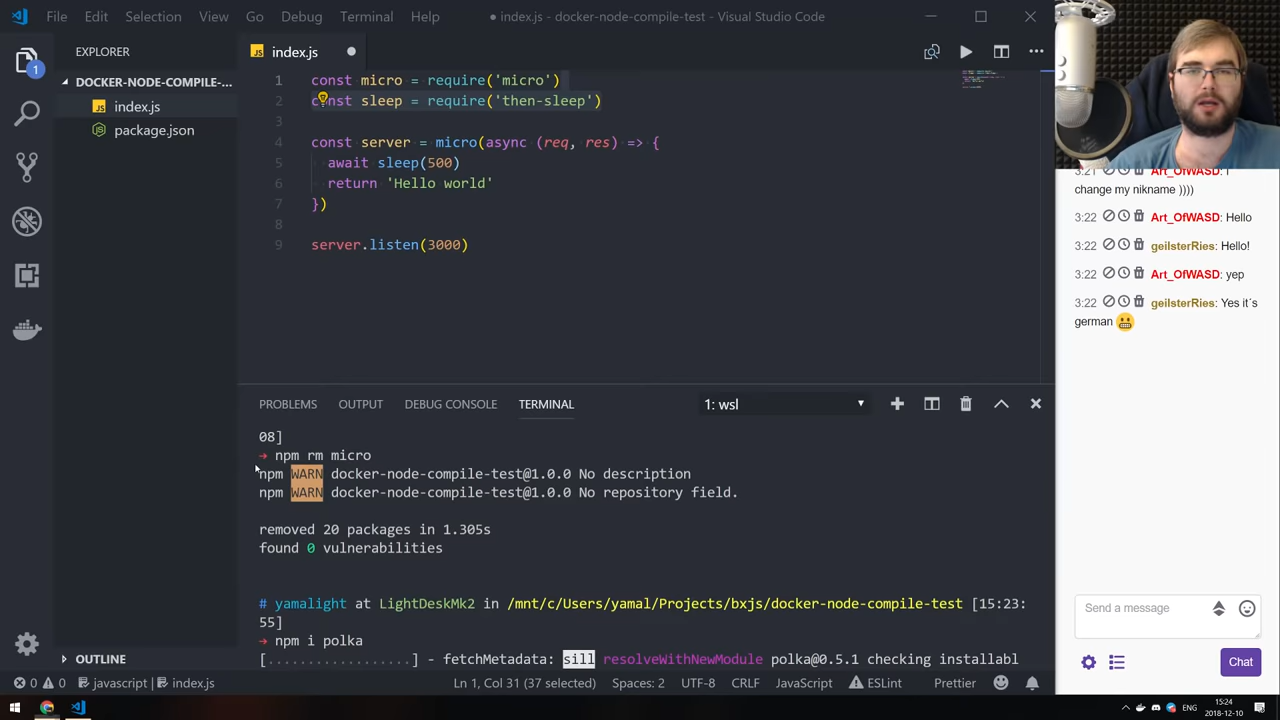 File Edit Selection View Go Debug Terminal Help
● index.js - docker-node-compile-test - Visual Studio Code
EXPLORER
1
DOCKER-NODE-COMPILE-...
JS index.js
package.json
OUTLINE
JS index.js
1 const micro = require('micro')
2 const sleep = require('then-sleep')
3
4 const server = micro(async (req, res) => {
5 await sleep(500)
6 return 'Hello world'
7 })
8
9 server.listen(3000)
PROBLEMS OUTPUT DEBUG CONSOLE TERMINAL
1: wsl
08]
→ npm rm micro
npm WARN docker-node-compile-test@1.0.0 No description
npm WARN docker-node-compile-test@1.0.0 No repository field.
removed 20 packages in 1.305s
found 0 vulnerabilities
# yamalight at LightDeskMk2 in /mnt/c/Users/yamal/Projects/bxjs/docker-node-compile-test [15:23:
55]
→ npm i polka
[..................] - fetchMetadata: sill resolveWithNewModule polka@0.5.1 checking installabl
0 0 javascript index.js
Ln 1, Col 31 (37 selected) Spaces: 2 UTF-8 CRLF JavaScript ESLint Prettier
3:21 Art_OfWASD: I
change my nikname ))))
3:22 Art_OfWASD: Hello
3:22 geilsterRies: Hello!
3:22 Art_OfWASD: yep
3:22 geilsterRies: Yes it`s
german
Send a message
Chat
ENG
15:24
2018-12-10